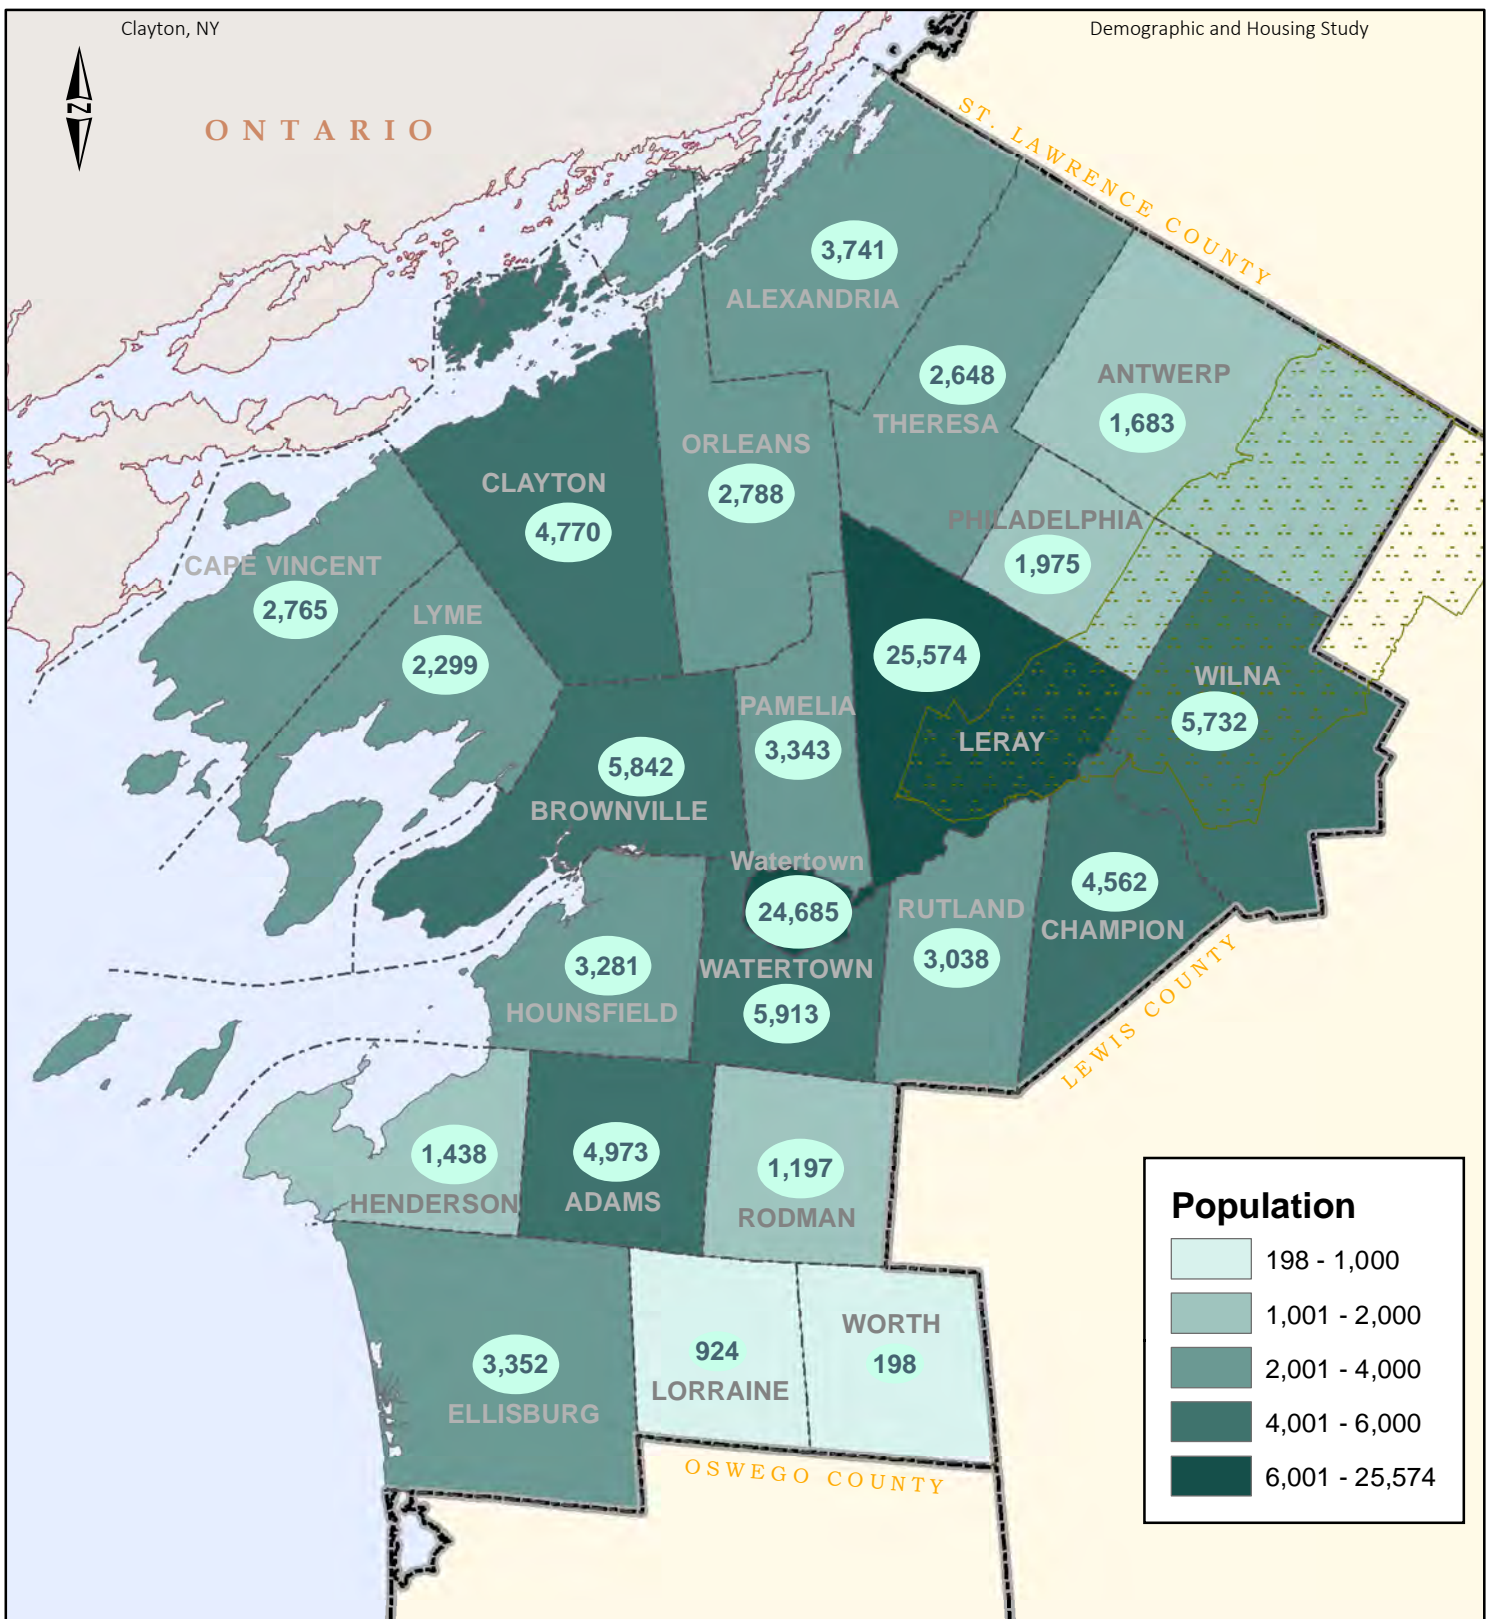 Clayton, NY
Demographic and Housing Study
N
ONTARIO
ST. LAWRENCE COUNTY
3,741
ALEXANDRIA
2,648
THERESA
ANTWERP
1,683
ORLEANS
2,788
CLAYTON
4,770
PHILADELPHIA
1,975
CAPE VINCENT
2,765
LYME
2,299
25,574
LERAY
WILNA
5,732
PAMELIA
3,343
5,842
BROWNVILLE
Watertown
24,685
WATERTOWN
5,913
RUTLAND
3,038
4,562
CHAMPION
3,281
HOUNSFIELD
LEWIS COUNTY
1,438
HENDERSON
4,973
ADAMS
1,197
RODMAN
3,352
ELLISBURG
924
LORRAINE
WORTH
198
OSWEGO COUNTY
Population
198 - 1,000
1,001 - 2,000
2,001 - 4,000
4,001 - 6,000
6,001 - 25,574